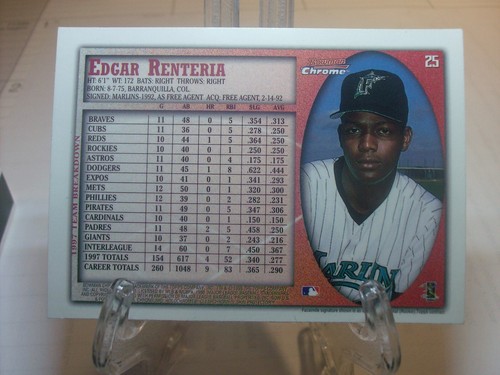 EDGAR RENTERIA
HT: 6'1" WT: 172 BATS: RIGHT THROWS: RIGHT
BORN: 8-7-75, BARRANQUILLA, COL.
SIGNED: MARLINS-1992, AS FREE AGENT ACQ: FREE AGENT, 2-14-92
Chrome
25
1997 TEAM BREAKDOWN
G AB HR RBI SLG AVG
BRAVES 11 48 0 5 .354 .313
CUBS 11 36 0 5 .278 .250
REDS 10 44 1 5 .364 .250
ROCKIES 10 40 0 1 .250 .250
ASTROS 11 40 0 4 .175 .175
DODGERS 11 45 1 8 .622 .444
EXPOS 10 41 0 1 .341 .293
METS 12 50 0 1 .320 .300
PHILLIES 12 39 0 2 .282 .231
PIRATES 11 49 0 5 .347 .306
CARDINALS 10 40 0 1 .150 .150
PADRES 11 48 2 5 .458 .250
GIANTS 10 37 0 2 .243 .216
INTERLEAGUE 14 60 0 7 .450 .367
1997 TOTALS 154 617 4 52 .340 .277
CAREER TOTALS 260 1048 9 83 .365 .290
F